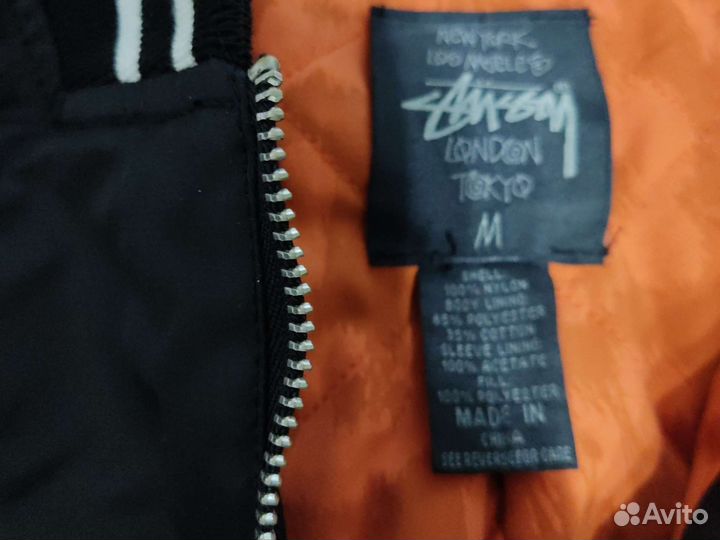 NEW YORK
LOS ANGELES
STÜSSY
LONDON
TOKYO
M
SHELL
100% NYLON
BODY LINING
65% POLYESTER
35% COTTON
SLEEVE LINING
100% ACETATE
FILL
100% POLYESTER
MADE IN
CHINA
SEE REVERSE FOR CARE
Avito